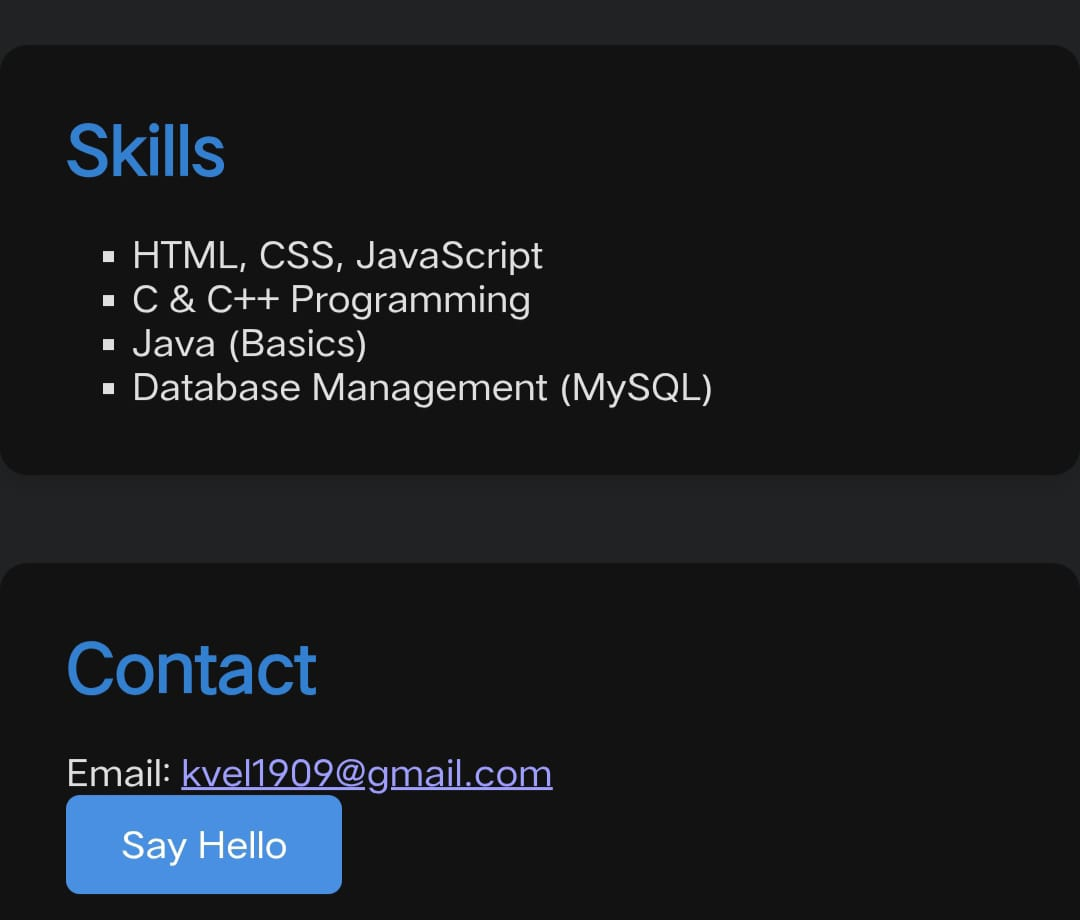 Skills
▪ HTML, CSS, JavaScript
▪ C & C++ Programming
▪ Java (Basics)
▪ Database Management (MySQL)
Contact
Email: kvel1909@gmail.com
Say Hello